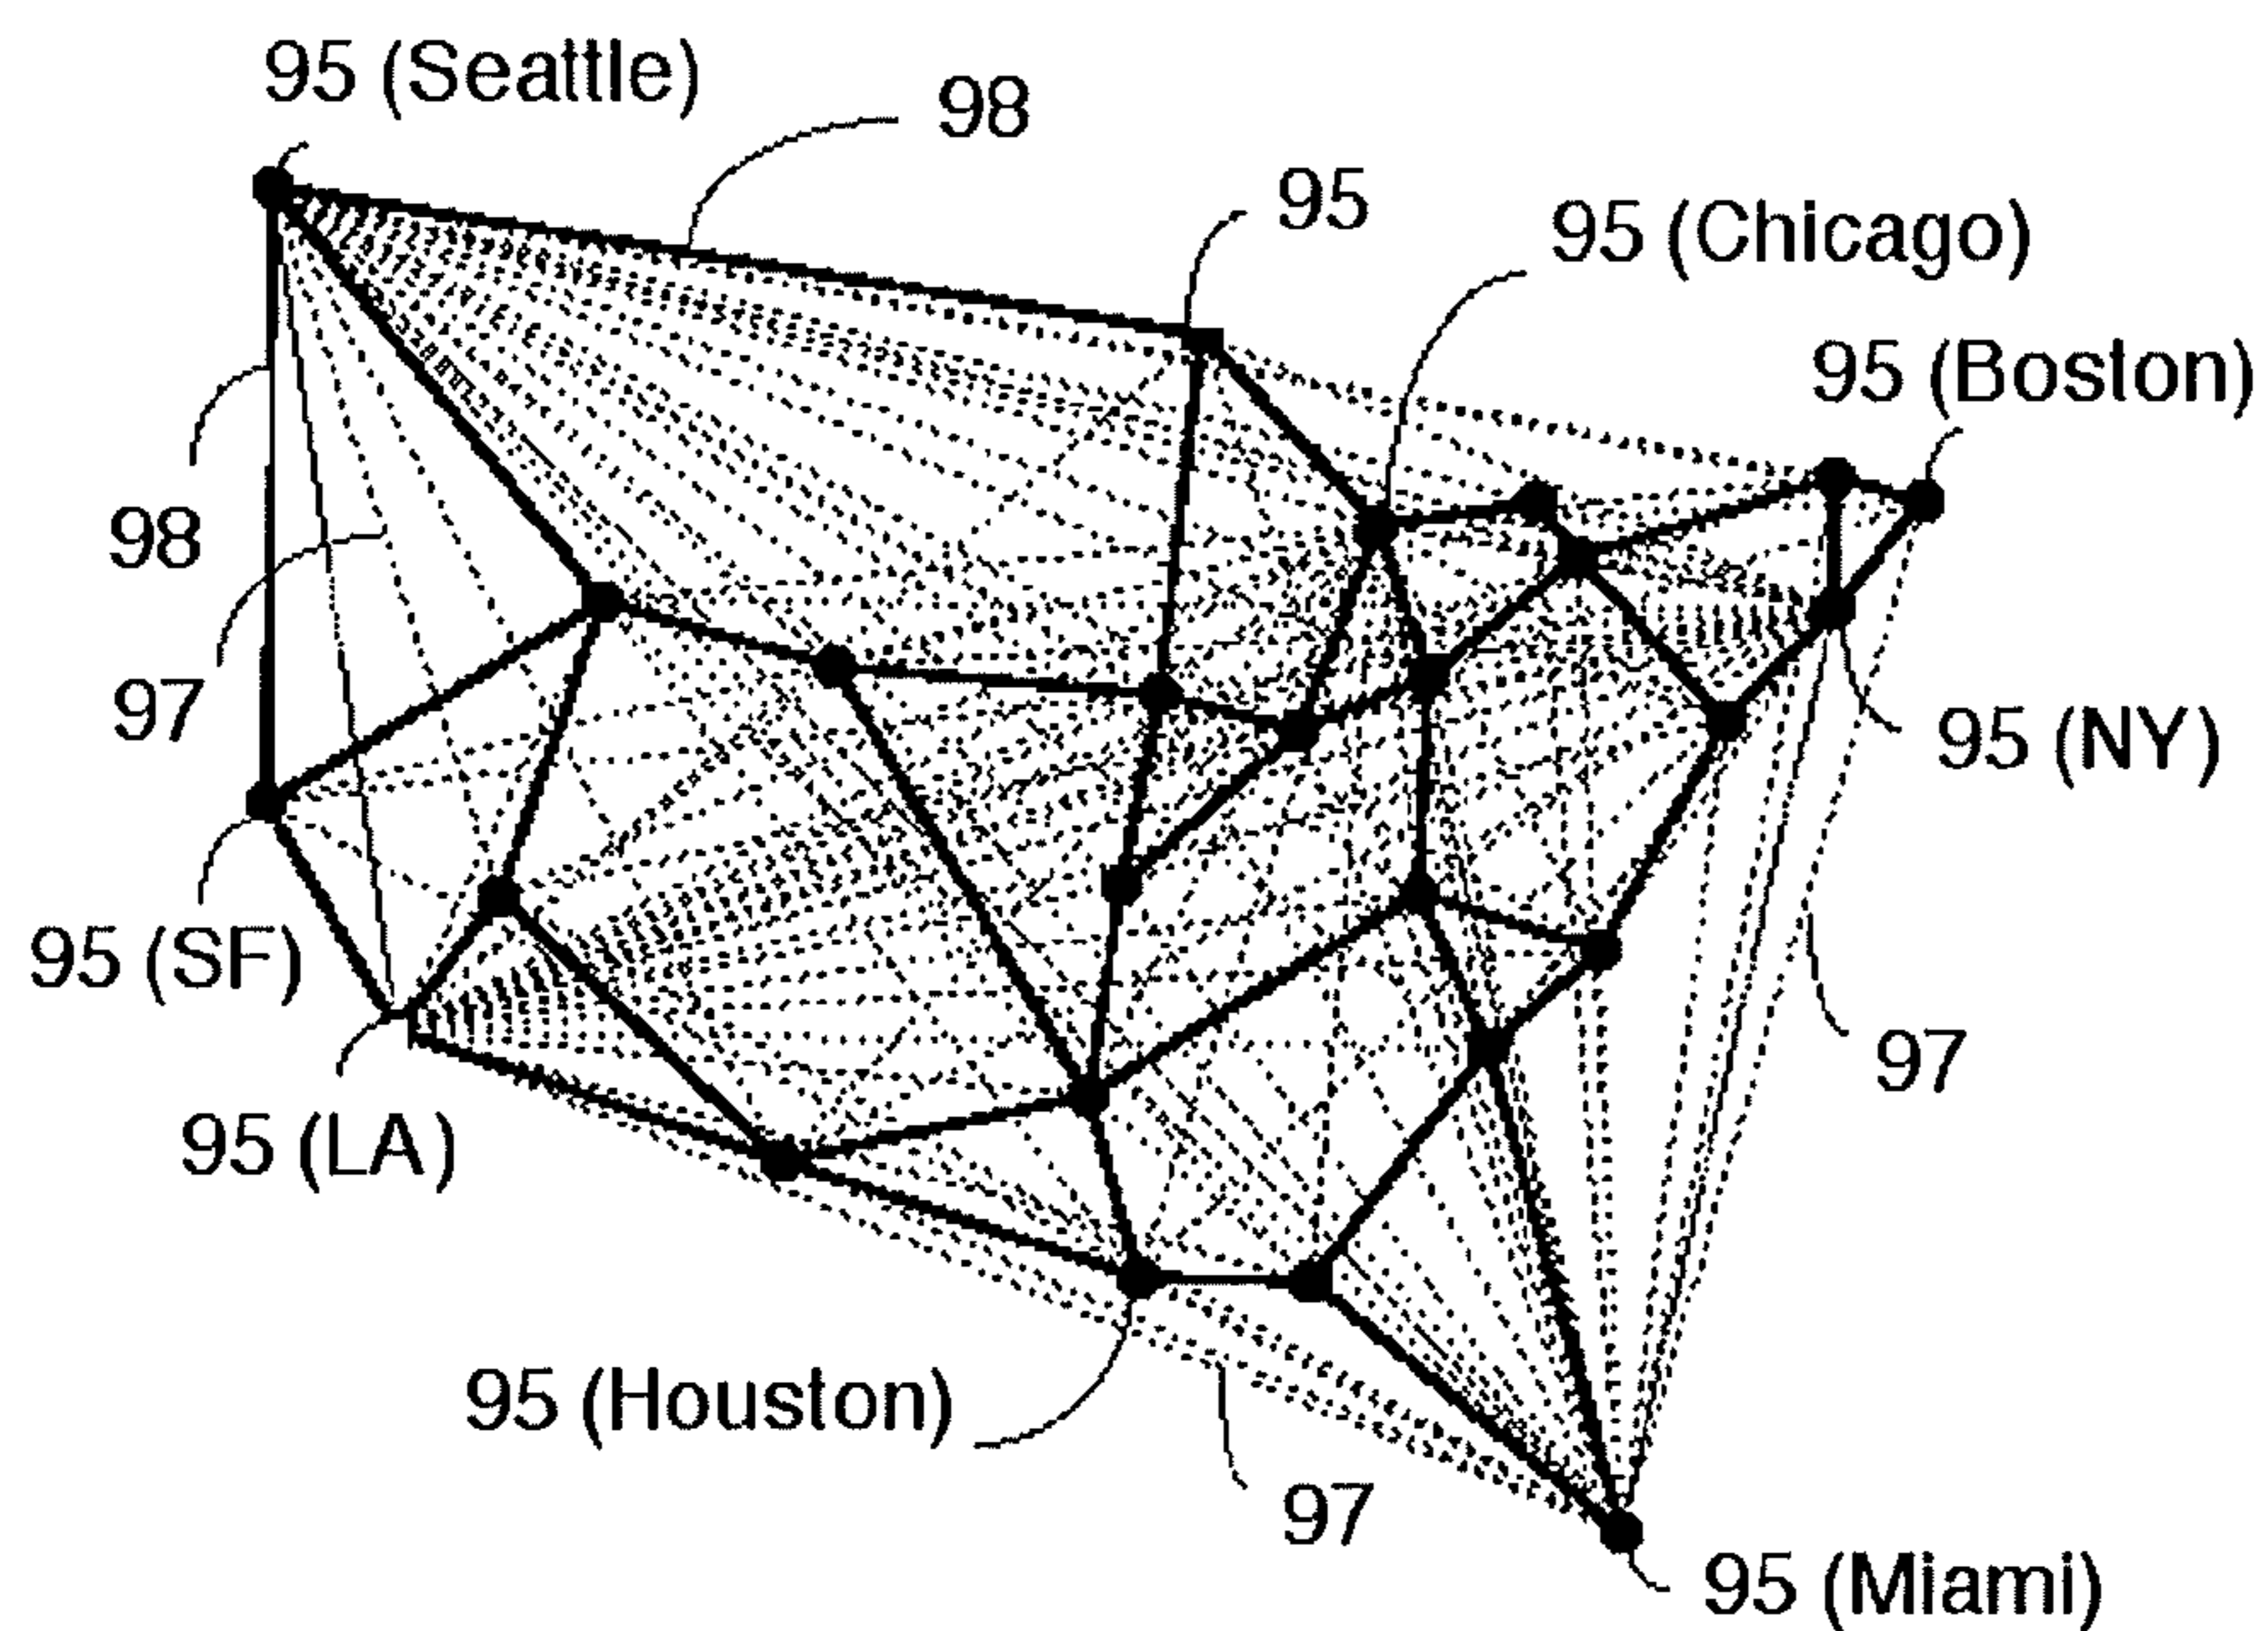 95 (Seattle)
98
95
95 (Chicago)
95 (Boston)
98
97
95 (NY)
95 (SF)
97
95 (LA)
95 (Houston)
97
95 (Miami)